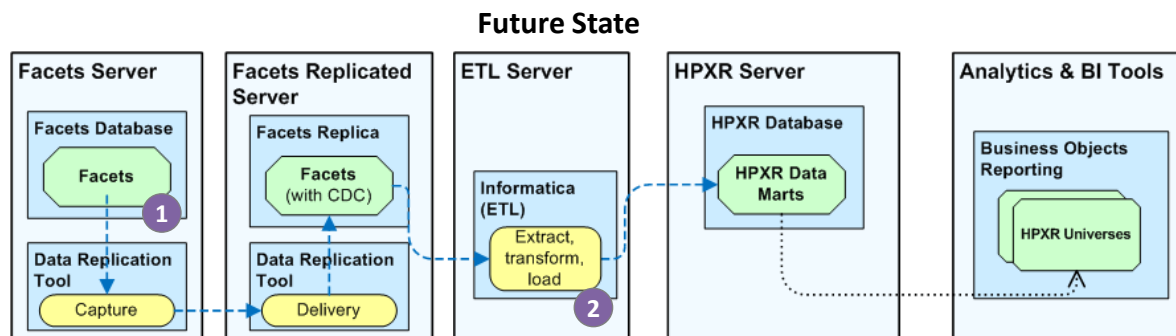 Future State
Facets Server
Facets Database
Facets
1
Data Replication
Tool
Capture
Facets Replicated
Server
Facets Replica
Facets
(with CDC)
Data Replication
Tool
Delivery
ETL Server
Informatica
(ETL)
Extract,
transform,
load
2
HPXR Server
HPXR Database
HPXR Data
Marts
Analytics & BI Tools
Business Objects
Reporting
HPXR Universes